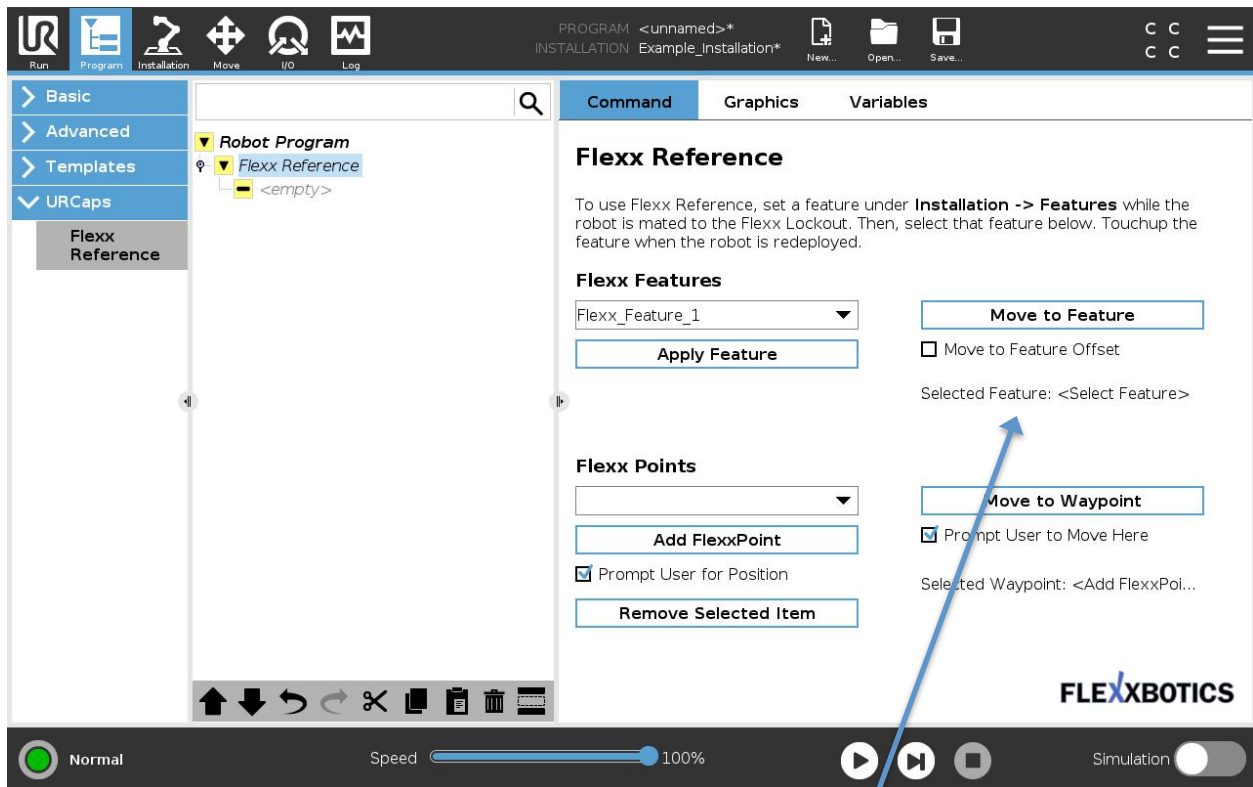 PROGRAM <unnamed>*
INSTALLATION Example_Installation*
UR
Run
Program
Installation
Move
I/O
Log
New...
Open...
Save...
C C
C C
Basic
Advanced
Templates
URCaps
Flexx
Reference
Robot Program
Flexx Reference
<empty>
Command
Graphics
Variables
Flexx Reference
To use Flexx Reference, set a feature under Installation -> Features while the
robot is mated to the Flexx Lockout. Then, select that feature below. Touchup the
feature when the robot is redeployed.
Flexx Features
Flexx_Feature_1
Move to Feature
Apply Feature
Move to Feature Offset
Selected Feature: <Select Feature>
Flexx Points
Move to Waypoint
Add FlexxPoint
Prompt User to Move Here
Prompt User for Position
Selected Waypoint: <Add FlexxPoi...
Remove Selected Item
FLEXXBOTICS
Normal
Speed
100%
Simulation